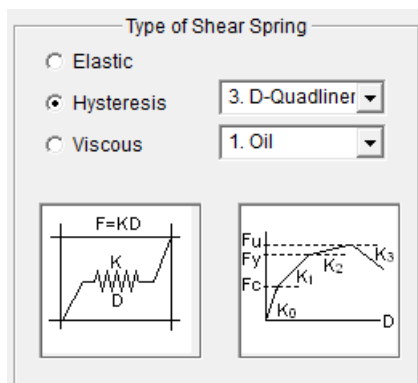 Type of Shear Spring
Elastic
Hysteresis 3. D-Quadliner
Viscous 1. Oil
F=KD
K
D
Fu
Fy
Fc
K0
K1
K2
K3
D